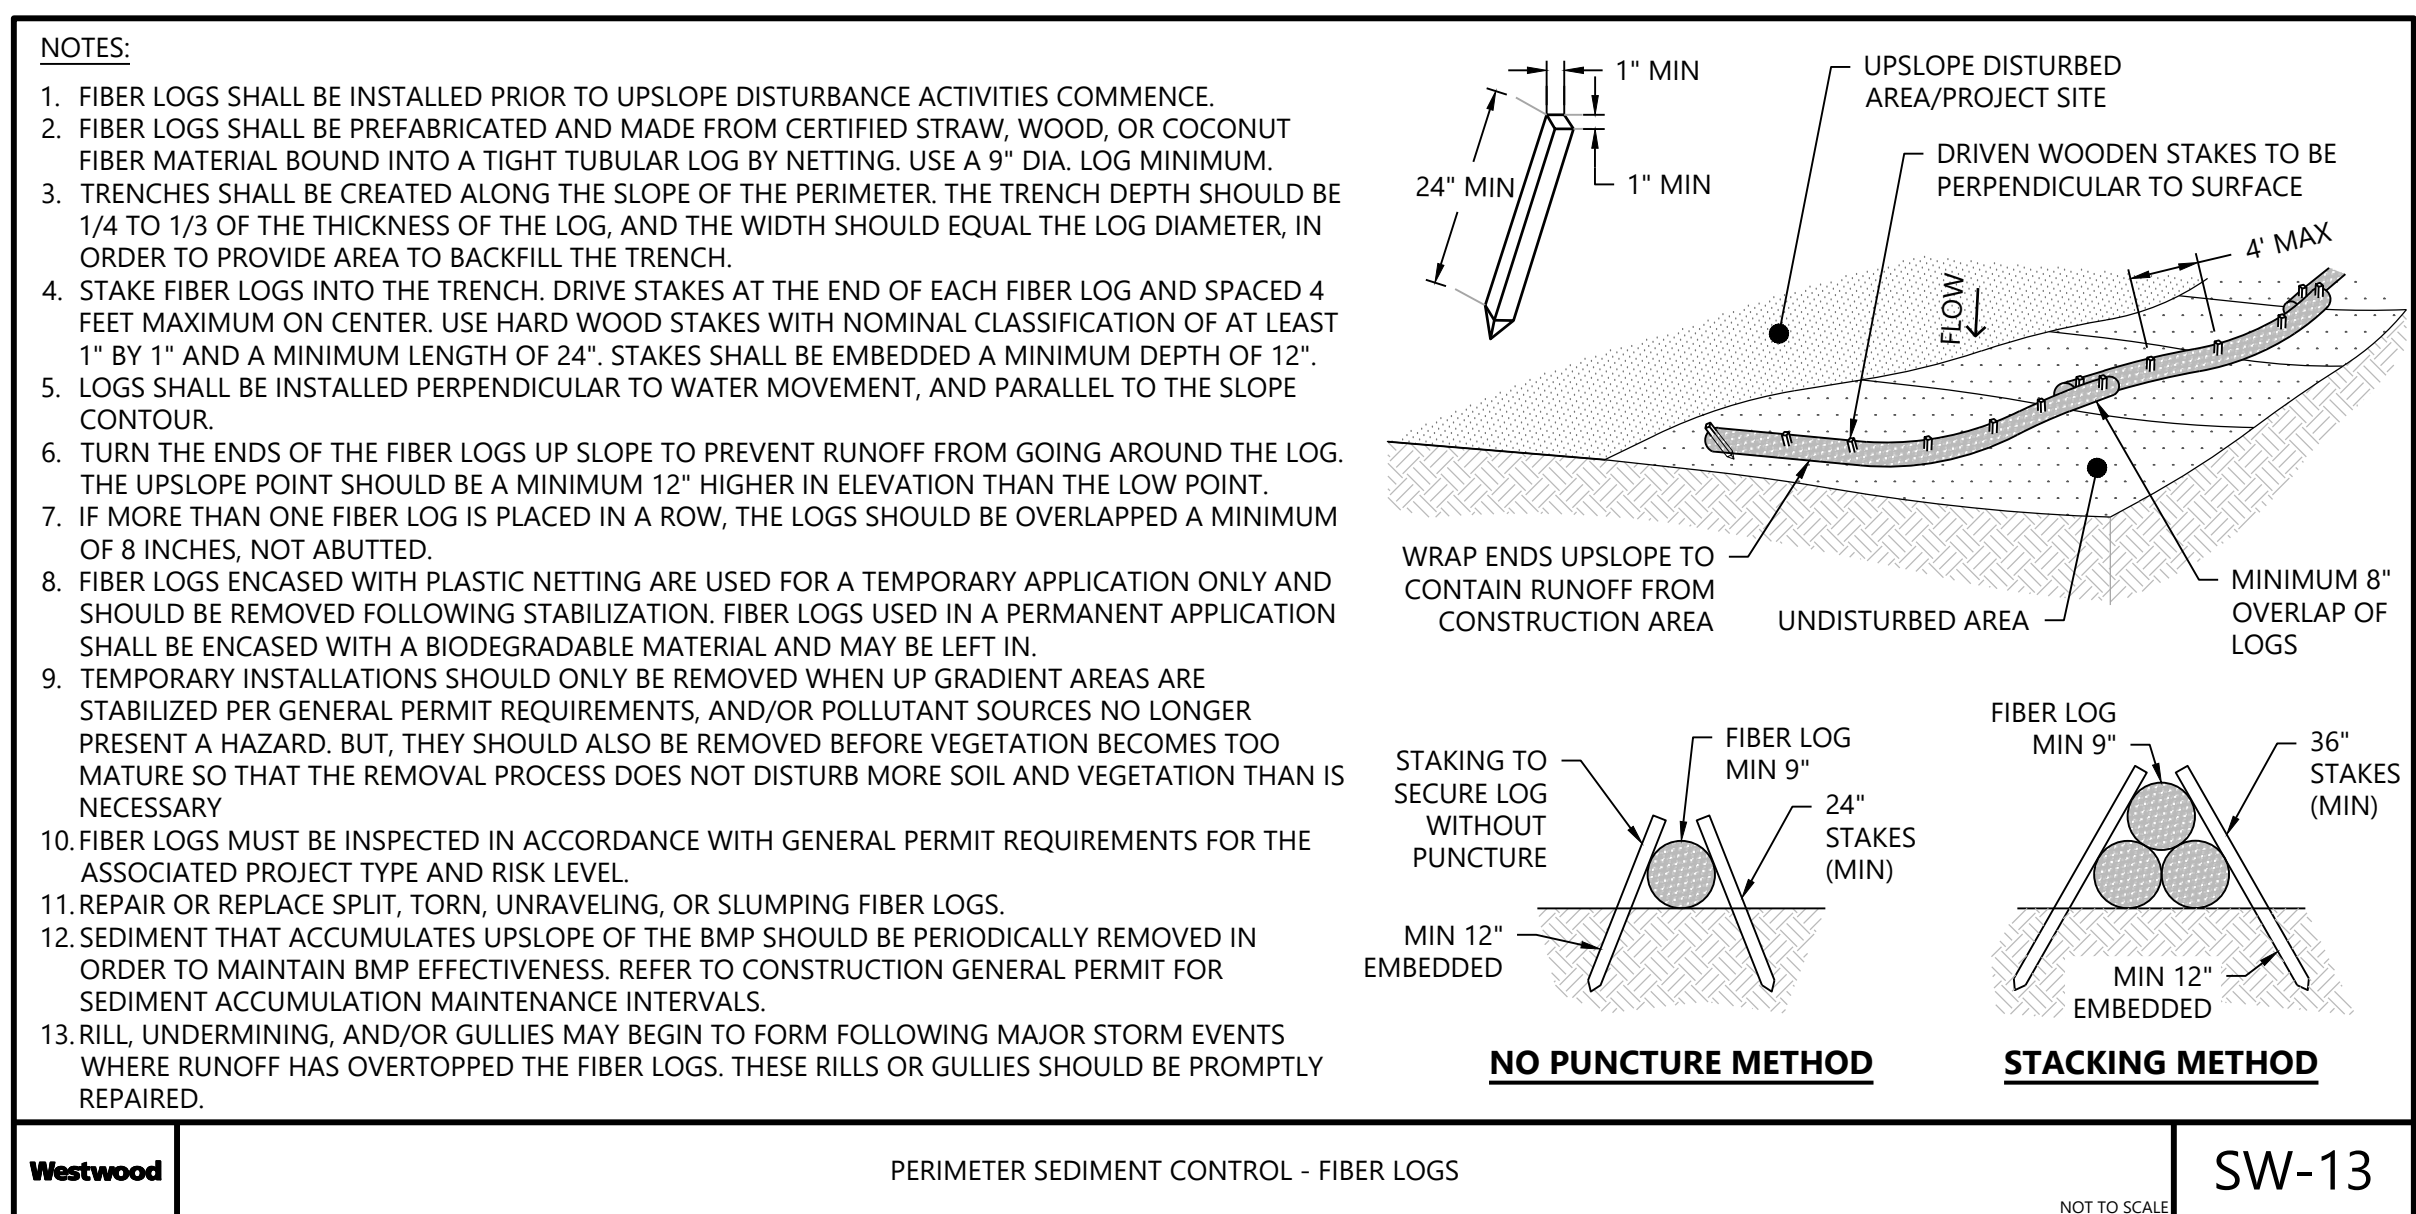 NOTES:
1. FIBER LOGS SHALL BE INSTALLED PRIOR TO UPSLOPE DISTURBANCE ACTIVITIES COMMENCE.
2. FIBER LOGS SHALL BE PREFABRICATED AND MADE FROM CERTIFIED STRAW, WOOD, OR COCONUT
FIBER MATERIAL BOUND INTO A TIGHT TUBULAR LOG BY NETTING. USE A 9" DIA. LOG MINIMUM.
3. TRENCHES SHALL BE CREATED ALONG THE SLOPE OF THE PERIMETER. THE TRENCH DEPTH SHOULD BE
1/4 TO 1/3 OF THE THICKNESS OF THE LOG, AND THE WIDTH SHOULD EQUAL THE LOG DIAMETER, IN
ORDER TO PROVIDE AREA TO BACKFILL THE TRENCH.
4. STAKE FIBER LOGS INTO THE TRENCH. DRIVE STAKES AT THE END OF EACH FIBER LOG AND SPACED 4
FEET MAXIMUM ON CENTER. USE HARD WOOD STAKES WITH NOMINAL CLASSIFICATION OF AT LEAST
1" BY 1" AND A MINIMUM LENGTH OF 24". STAKES SHALL BE EMBEDDED A MINIMUM DEPTH OF 12".
5. LOGS SHALL BE INSTALLED PERPENDICULAR TO WATER MOVEMENT, AND PARALLEL TO THE SLOPE
CONTOUR.
6. TURN THE ENDS OF THE FIBER LOGS UP SLOPE TO PREVENT RUNOFF FROM GOING AROUND THE LOG.
THE UPSLOPE POINT SHOULD BE A MINIMUM 12" HIGHER IN ELEVATION THAN THE LOW POINT.
7. IF MORE THAN ONE FIBER LOG IS PLACED IN A ROW, THE LOGS SHOULD BE OVERLAPPED A MINIMUM
OF 8 INCHES, NOT ABUTTED.
8. FIBER LOGS ENCASED WITH PLASTIC NETTING ARE USED FOR A TEMPORARY APPLICATION ONLY AND
SHOULD BE REMOVED FOLLOWING STABILIZATION. FIBER LOGS USED IN A PERMANENT APPLICATION
SHALL BE ENCASED WITH A BIODEGRADABLE MATERIAL AND MAY BE LEFT IN.
9. TEMPORARY INSTALLATIONS SHOULD ONLY BE REMOVED WHEN UP GRADIENT AREAS ARE
STABILIZED PER GENERAL PERMIT REQUIREMENTS, AND/OR POLLUTANT SOURCES NO LONGER
PRESENT A HAZARD. BUT, THEY SHOULD ALSO BE REMOVED BEFORE VEGETATION BECOMES TOO
MATURE SO THAT THE REMOVAL PROCESS DOES NOT DISTURB MORE SOIL AND VEGETATION THAN IS
NECESSARY
10. FIBER LOGS MUST BE INSPECTED IN ACCORDANCE WITH GENERAL PERMIT REQUIREMENTS FOR THE
ASSOCIATED PROJECT TYPE AND RISK LEVEL.
11. REPAIR OR REPLACE SPLIT, TORN, UNRAVELING, OR SLUMPING FIBER LOGS.
12. SEDIMENT THAT ACCUMULATES UPSLOPE OF THE BMP SHOULD BE PERIODICALLY REMOVED IN
ORDER TO MAINTAIN BMP EFFECTIVENESS. REFER TO CONSTRUCTION GENERAL PERMIT FOR
SEDIMENT ACCUMULATION MAINTENANCE INTERVALS.
13. RILL, UNDERMINING, AND/OR GULLIES MAY BEGIN TO FORM FOLLOWING MAJOR STORM EVENTS
WHERE RUNOFF HAS OVERTOPPED THE FIBER LOGS. THESE RILLS OR GULLIES SHOULD BE PROMPTLY
REPAIRED.
1" MIN
24" MIN
1" MIN
UPSLOPE DISTURBED
AREA/PROJECT SITE
DRIVEN WOODEN STAKES TO BE
PERPENDICULAR TO SURFACE
4' MAX
FLOW
WRAP ENDS UPSLOPE TO
CONTAIN RUNOFF FROM
CONSTRUCTION AREA
UNDISTURBED AREA
MINIMUM 8"
OVERLAP OF
LOGS
STAKING TO
SECURE LOG
WITHOUT
PUNCTURE
FIBER LOG
MIN 9"
24"
STAKES
(MIN)
MIN 12"
EMBEDDED
NO PUNCTURE METHOD
FIBER LOG
MIN 9"
36"
STAKES
(MIN)
MIN 12"
EMBEDDED
STACKING METHOD
Westwood
PERIMETER SEDIMENT CONTROL - FIBER LOGS
NOT TO SCALE
SW-13